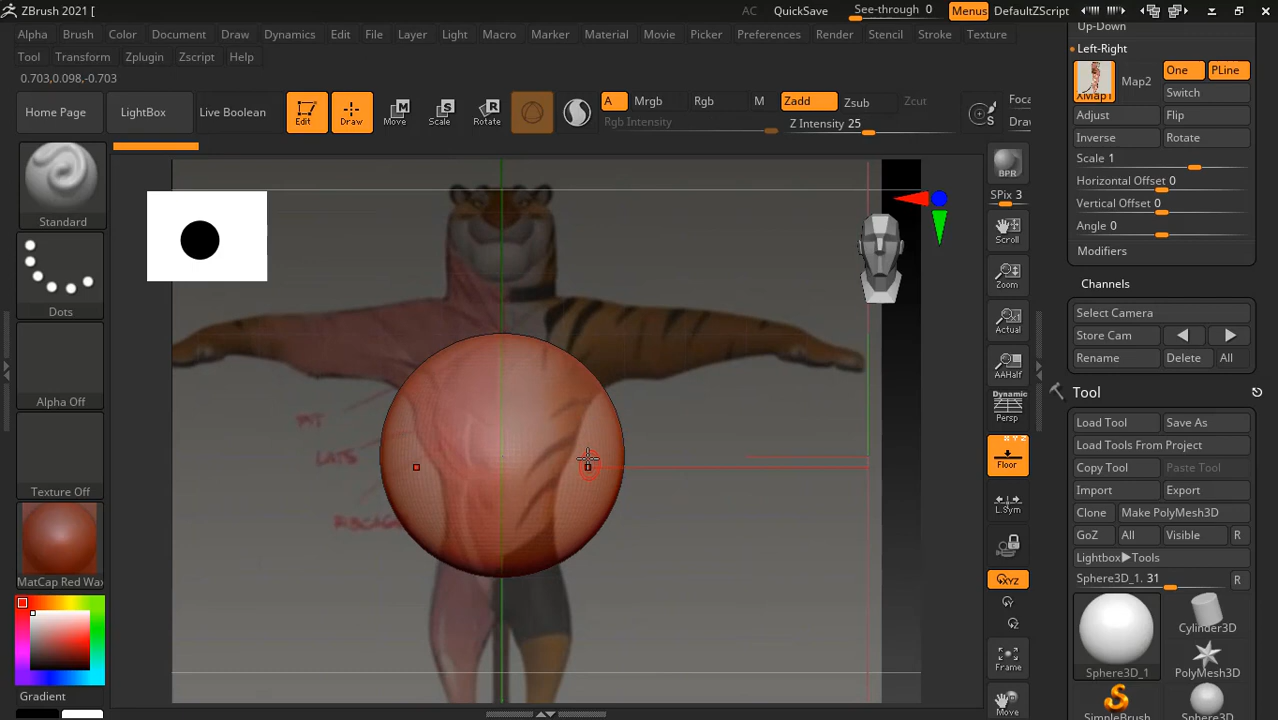 ZBrush 2021 [
AC QuickSave See-through 0 Menus DefaultZScript
Alpha Brush Color Document Draw Dynamics Edit File Layer Light Macro Marker Material Movie Picker Preferences Render Stencil Stroke Texture
Tool Transform Zplugin Zscript Help
0.703,0.098,-0.703
Home Page LightBox Live Boolean Edit Draw Move Scale Rotate A Mrgb Rgb M Zadd Zsub Zcut Foca
Rgb Intensity Z Intensity 25 Draw
Standard
Dots
Alpha Off
Texture Off
MatCap Red Wax
Gradient
PIT
LATS
RIBCAGE
BPR
SPix 3
Scroll
Zoom
Actual
AAHalf
Dynamic
Persp
X Y Z
Floor
L.Sym
XYZ
Y
Z
Frame
Move
Up-Down
Left-Right
XMap1 Map2 One PLine
Switch
Adjust Flip
Inverse Rotate
Scale 1
Horizontal Offset 0
Vertical Offset 0
Angle 0
Modifiers
Channels
Select Camera
Store Cam
Rename Delete All
Tool
Load Tool Save As
Load Tools From Project
Copy Tool Paste Tool
Import Export
Clone Make PolyMesh3D
GoZ All Visible R
Lightbox▶Tools
Sphere3D_1. 31 R
Sphere3D_1
Cylinder3D
PolyMesh3D
SimpleBrush
Sphere3D